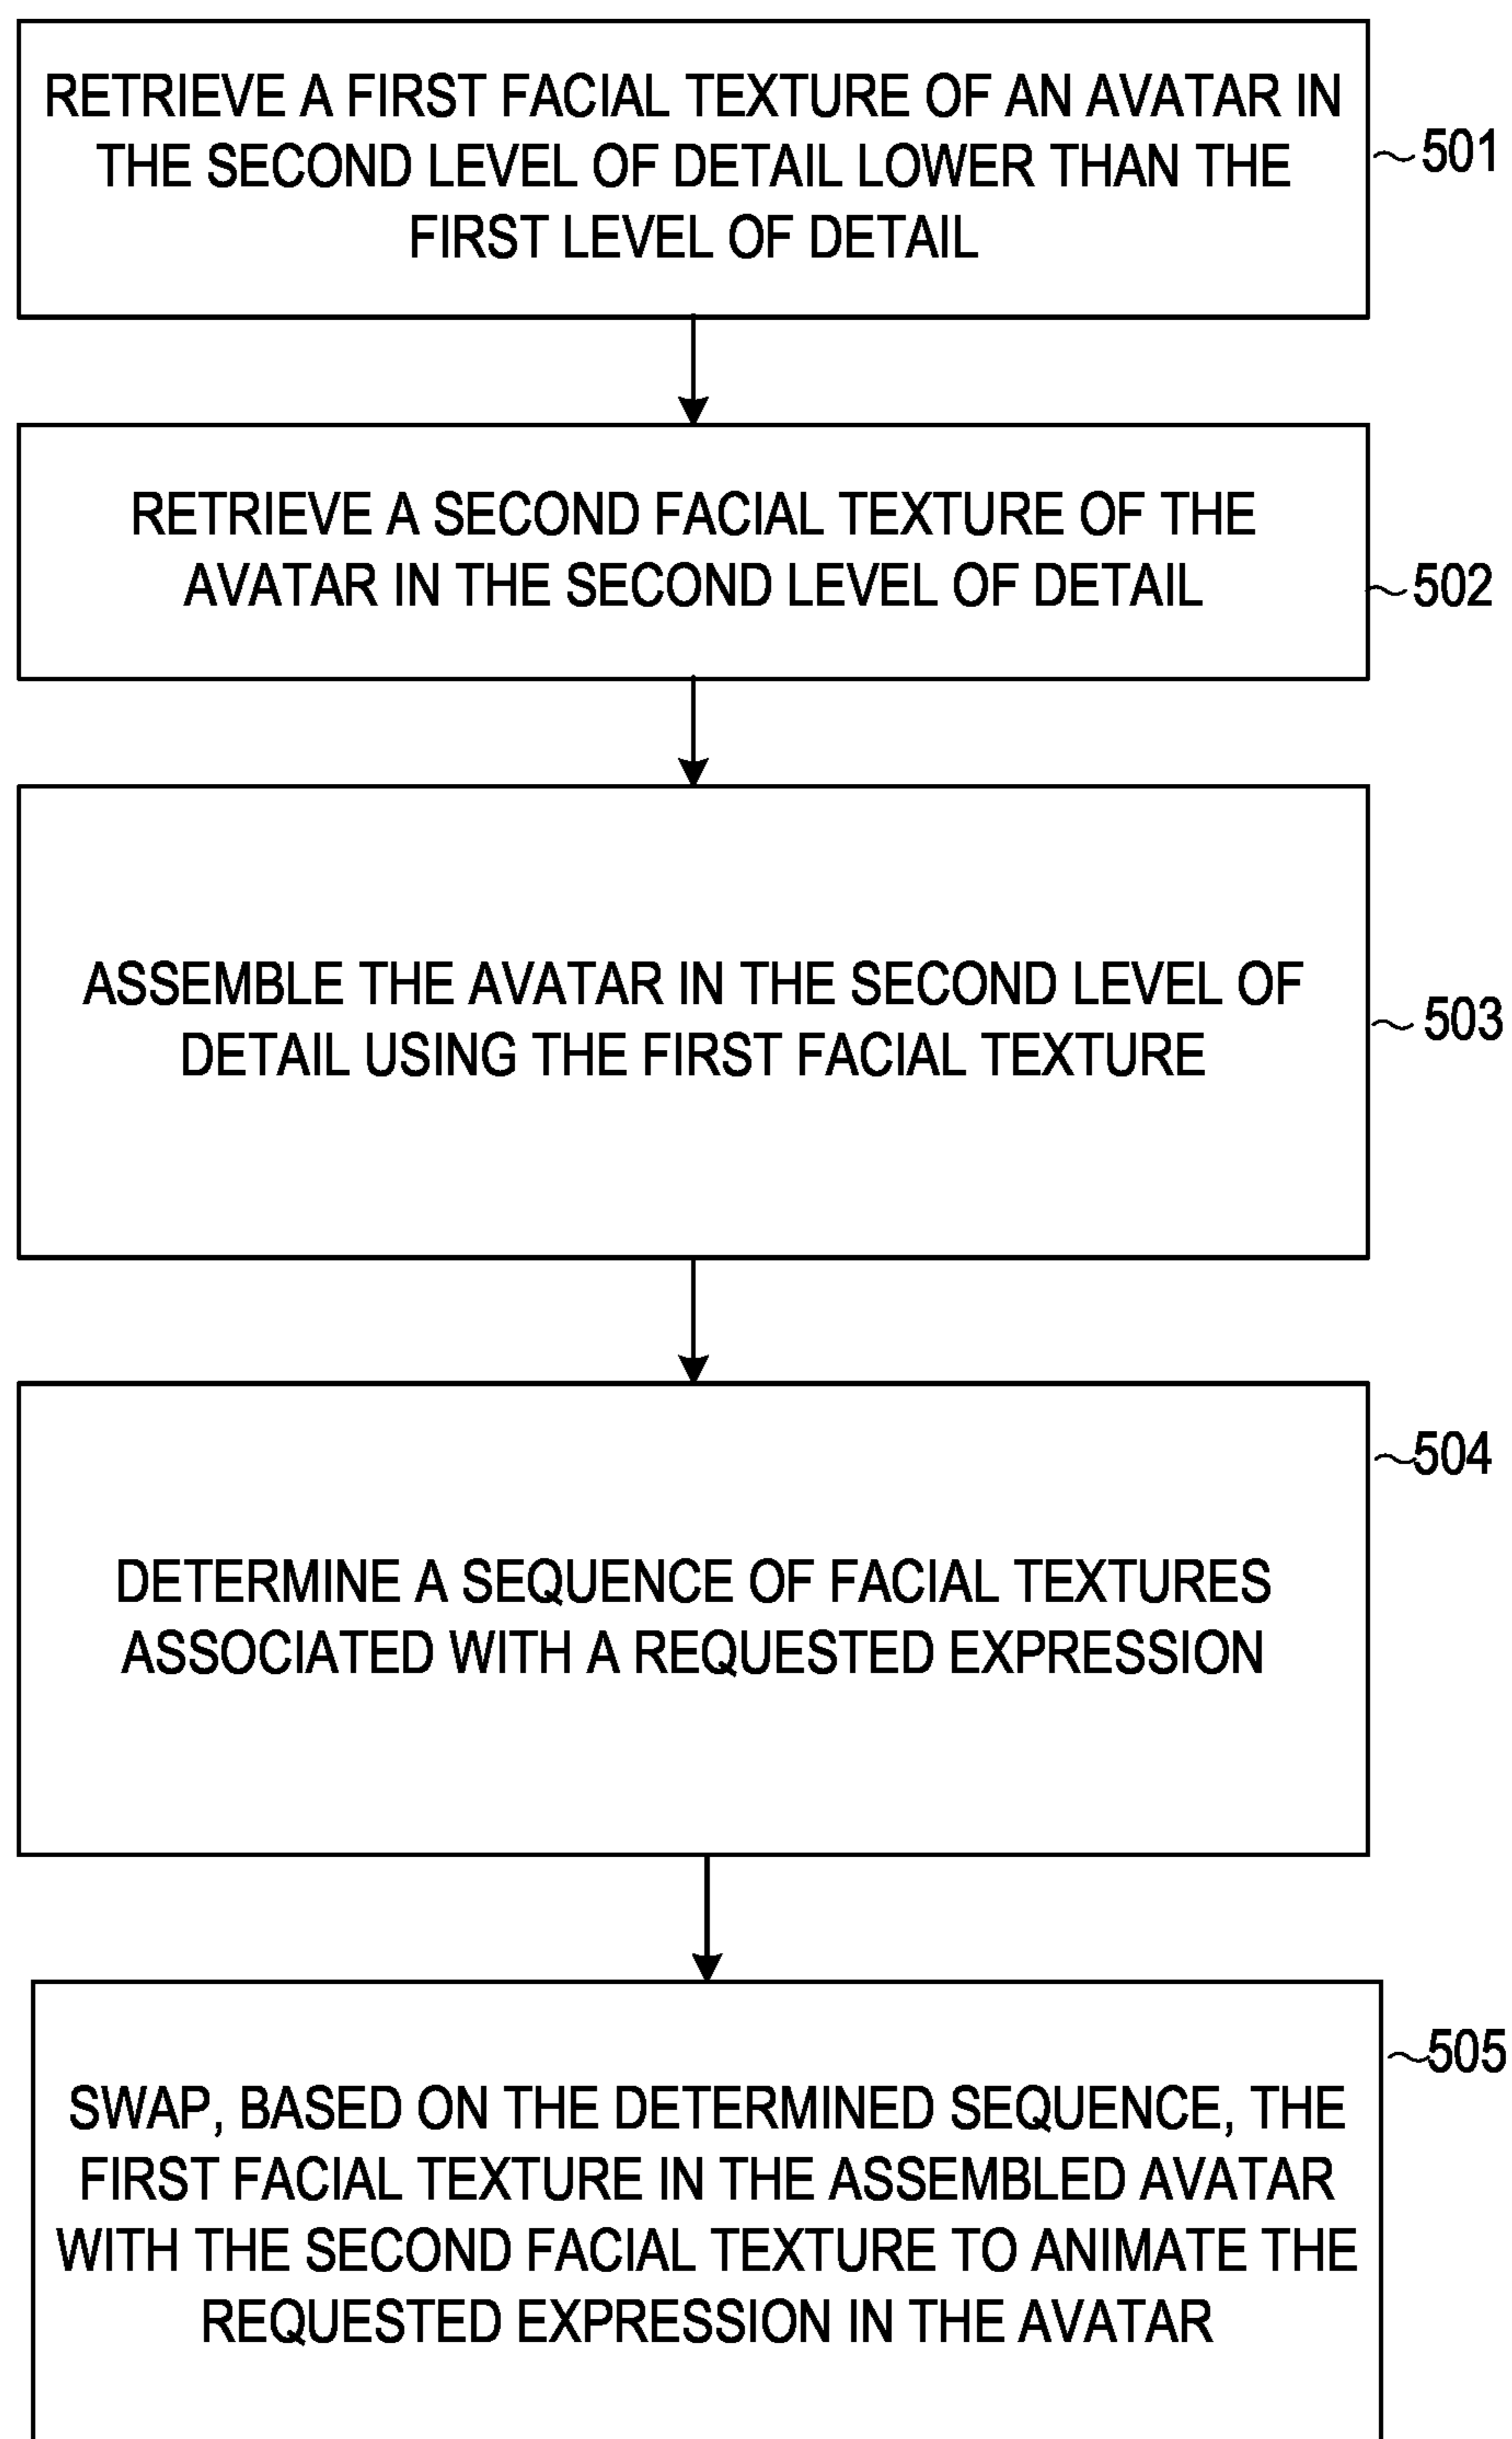 RETRIEVE A FIRST FACIAL TEXTURE OF AN AVATAR IN
THE SECOND LEVEL OF DETAIL LOWER THAN THE
FIRST LEVEL OF DETAIL
501
RETRIEVE A SECOND FACIAL TEXTURE OF THE
AVATAR IN THE SECOND LEVEL OF DETAIL
502
ASSEMBLE THE AVATAR IN THE SECOND LEVEL OF
DETAIL USING THE FIRST FACIAL TEXTURE
503
504
DETERMINE A SEQUENCE OF FACIAL TEXTURES
ASSOCIATED WITH A REQUESTED EXPRESSION
505
SWAP, BASED ON THE DETERMINED SEQUENCE, THE
FIRST FACIAL TEXTURE IN THE ASSEMBLED AVATAR
WITH THE SECOND FACIAL TEXTURE TO ANIMATE THE
REQUESTED EXPRESSION IN THE AVATAR